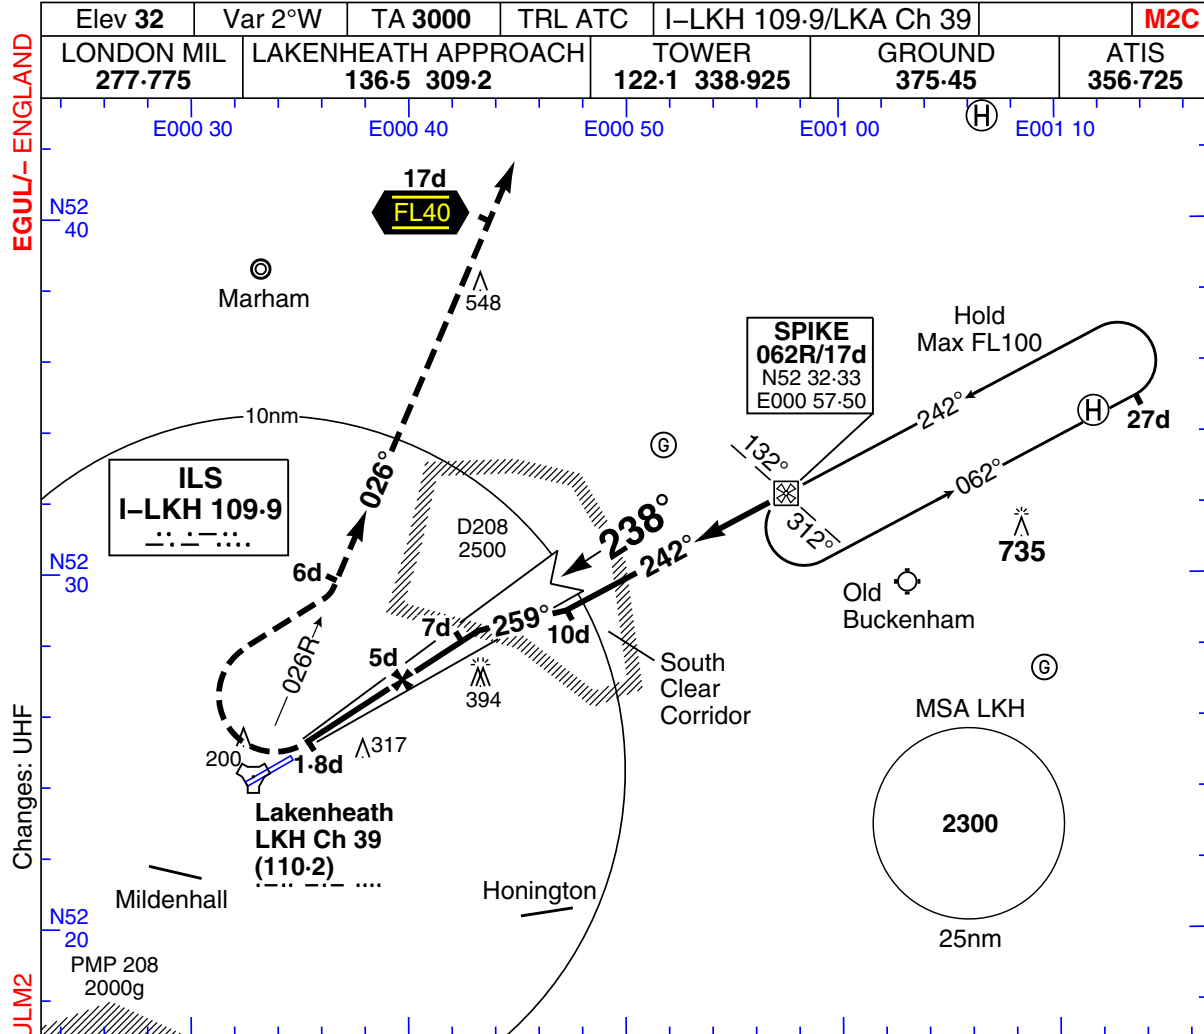 Elev 32
Var 2°W
TA 3000
TRL ATC
I–LKH 109·9/LKA Ch 39
M2C
LONDON MIL
277·775
LAKENHEATH APPROACH
136·5 309·2
TOWER
122·1 338·925
GROUND
375·45
ATIS
356·725
EGUL/– ENGLAND
E000 30
E000 40
E000 50
E001 00
H
E001 10
17d
FL40
N52
40
Marham
548
SPIKE
062R/17d
N52 32·33
E000 57·50
Hold
Max FL100
242°
H
27d
062°
10nm
026°
G
132°
312°
ILS
I–LKH 109·9
D208
2500
238°
242°
735
N52
30
6d
Old
Buckenham
7d
259°
10d
5d
026R
South
Clear
Corridor
G
394
MSA LKH
200
317
1·8d
Changes: UHF
Lakenheath
LKH Ch 39
(110·2)
2300
Mildenhall
Honington
N52
20
25nm
PMP 208
2000g
ULM2